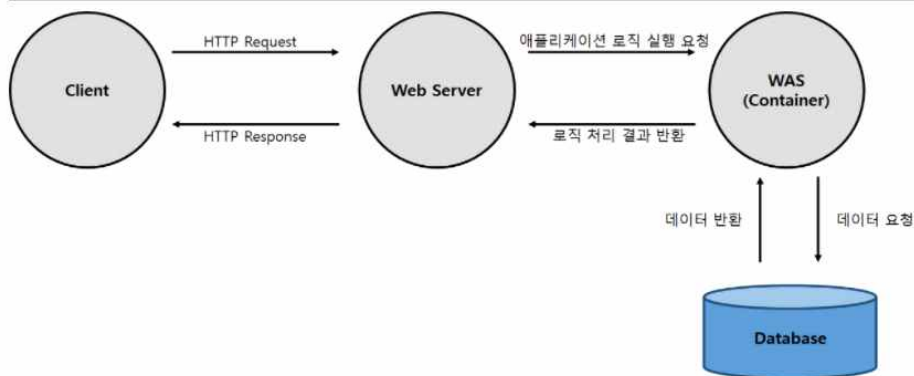 HTTP Request
애플리케이션 로직 실행 요청
Client
Web Server
WAS
(Container)
HTTP Response
로직 처리 결과 반환
데이터 반환
데이터 요청
Database